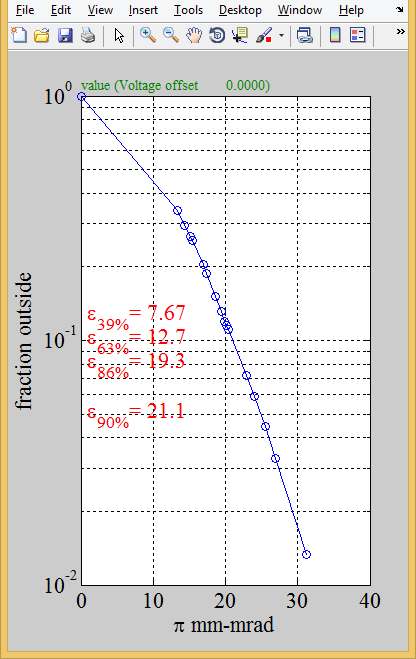 File Edit View Insert Tools Desktop Window Help
value (Voltage offset 0.0000)
10^0
ε39% = 7.67
10^-1
ε63% = 12.7
ε86% = 19.3
ε90% = 21.1
fraction outside
10^-2
0 10 20 30 40
π mm-mrad